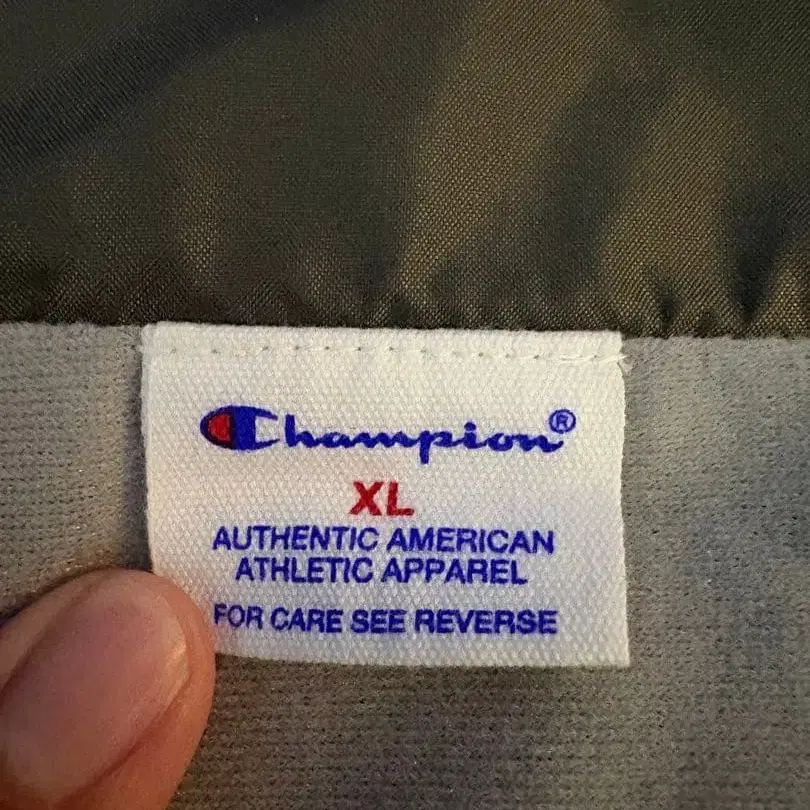 Champion®
XL
AUTHENTIC AMERICAN
ATHLETIC APPAREL
FOR CARE SEE REVERSE